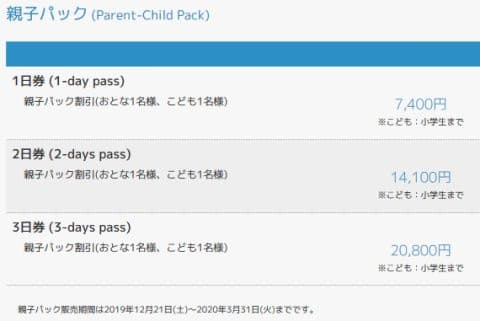 親子パック (Parent-Child Pack)
1日券 (1-day pass)
親子パック割引(おとな1名様、こども1名様)
7,400円
※こども：小学生まで
2日券 (2-days pass)
親子パック割引(おとな1名様、こども1名様)
14,100円
※こども：小学生まで
3日券 (3-days pass)
親子パック割引(おとな1名様、こども1名様)
20,800円
※こども：小学生まで
親子パック販売期間は2019年12月21日(土)～2020年3月31日(火)までです。